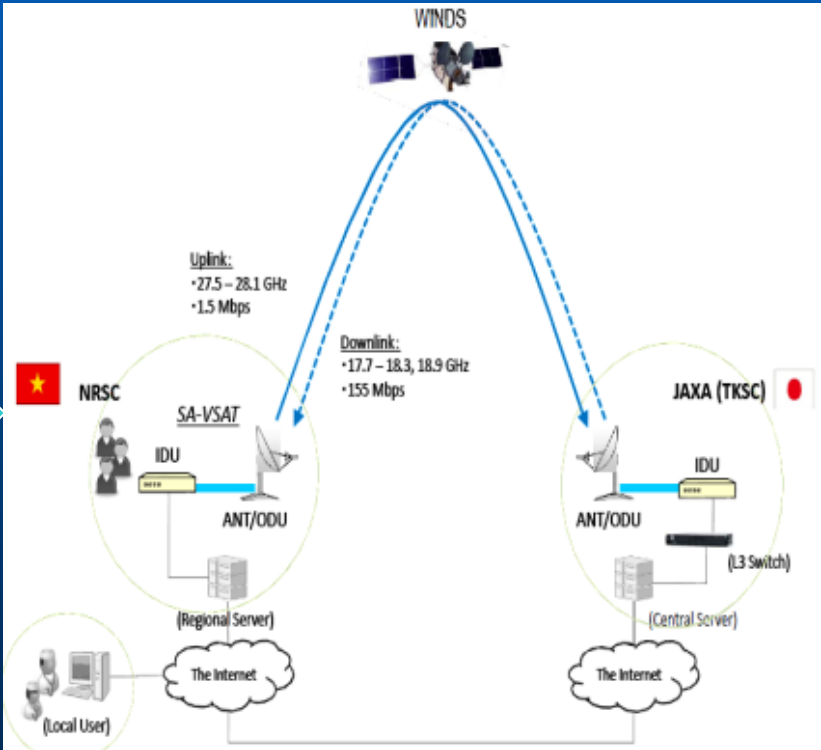 WINDS
Uplink:
•27.5 – 28.1 GHz
•1.5 Mbps
Downlink:
•17.7 – 18.3, 18.9 GHz
•155 Mbps
NRSC
JAXA (TKSC)
SA-VSAT
IDU
IDU
ANT/ODU
ANT/ODU
(L3 Switch)
(Regional Server)
(Central Server)
The Internet
The Internet
(Local User)